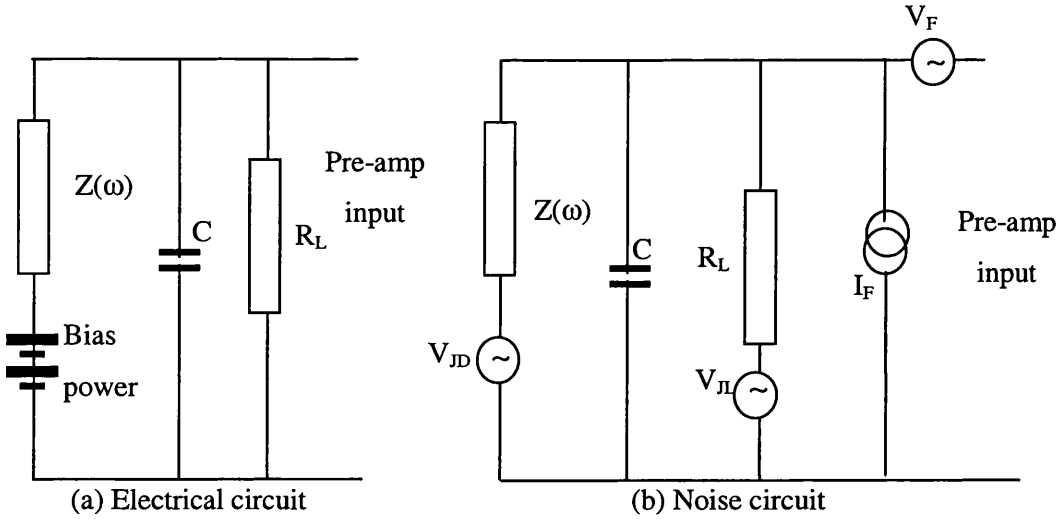 Z(ω)
C
R_L
Pre-amp
input
Bias
power
(a) Electrical circuit
V_F
~
Z(ω)
C
R_L
Pre-amp
input
I_F
V_JD
~
V_JL
~
(b) Noise circuit